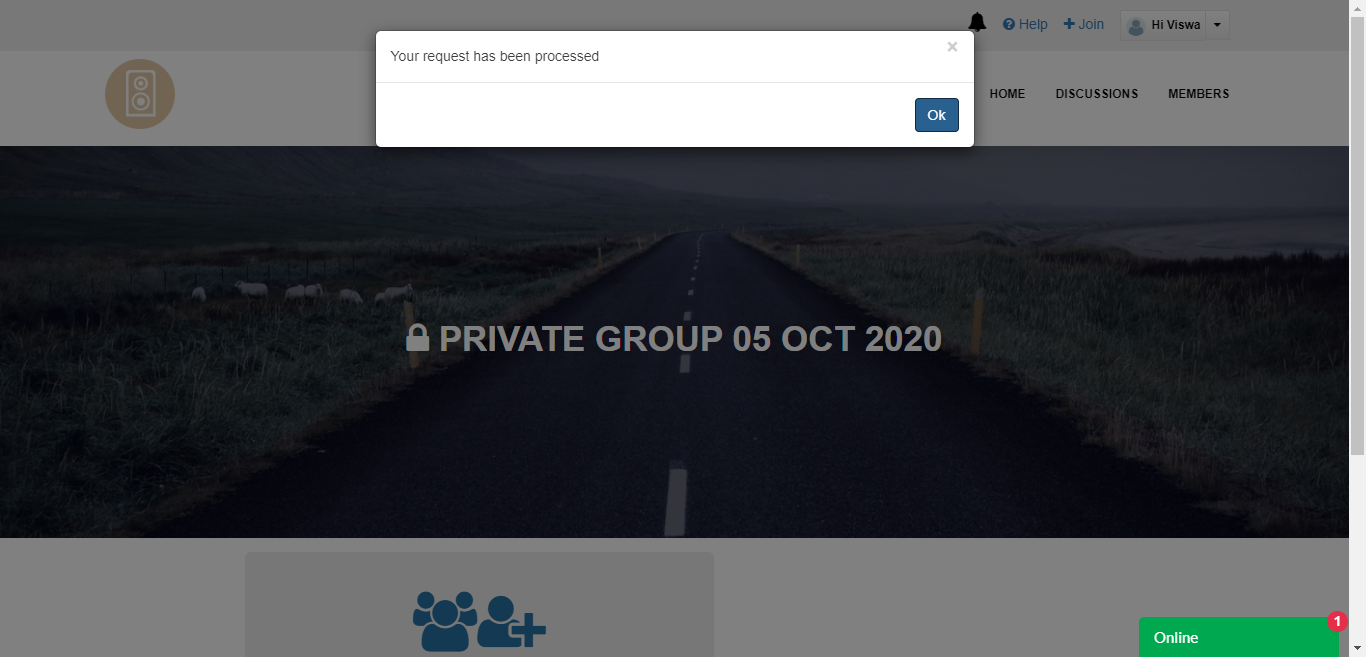 Help Join Hi Viswa
Your request has been processed ×
Ok
HOME DISCUSSIONS MEMBERS
PRIVATE GROUP 05 OCT 2020
1
Online